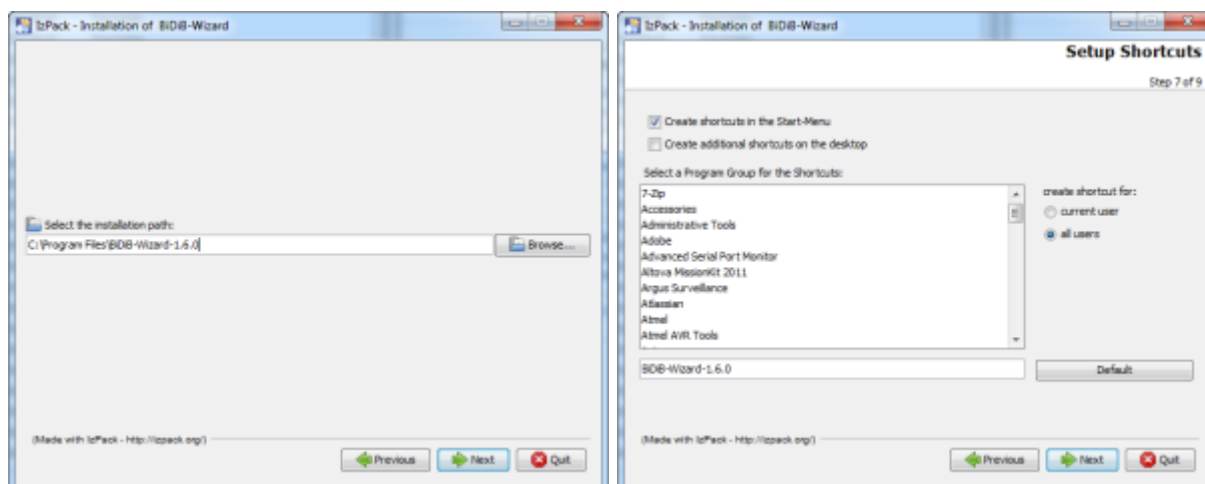 IzPack - Installation of BiDiB-Wizard
Select the installation path:
C:\Program Files\BiDiB-Wizard-1.6.0
Browse...
(Made with IzPack - http://izpack.org/)
Previous
Next
Quit
IzPack - Installation of BiDiB-Wizard
Setup Shortcuts
Step 7 of 9
Create shortcuts in the Start-Menu
Create additional shortcuts on the desktop
Select a Program Group for the Shortcuts:
7-Zip
Accessories
Administrative Tools
Adobe
Advanced Serial Port Monitor
Altova MissionKit 2011
Argus Surveillance
Atlassian
Atmel
Atmel AVR Tools
create shortcut for:
current user
all users
BiDiB-Wizard-1.6.0
Default
(Made with IzPack - http://izpack.org/)
Previous
Next
Quit